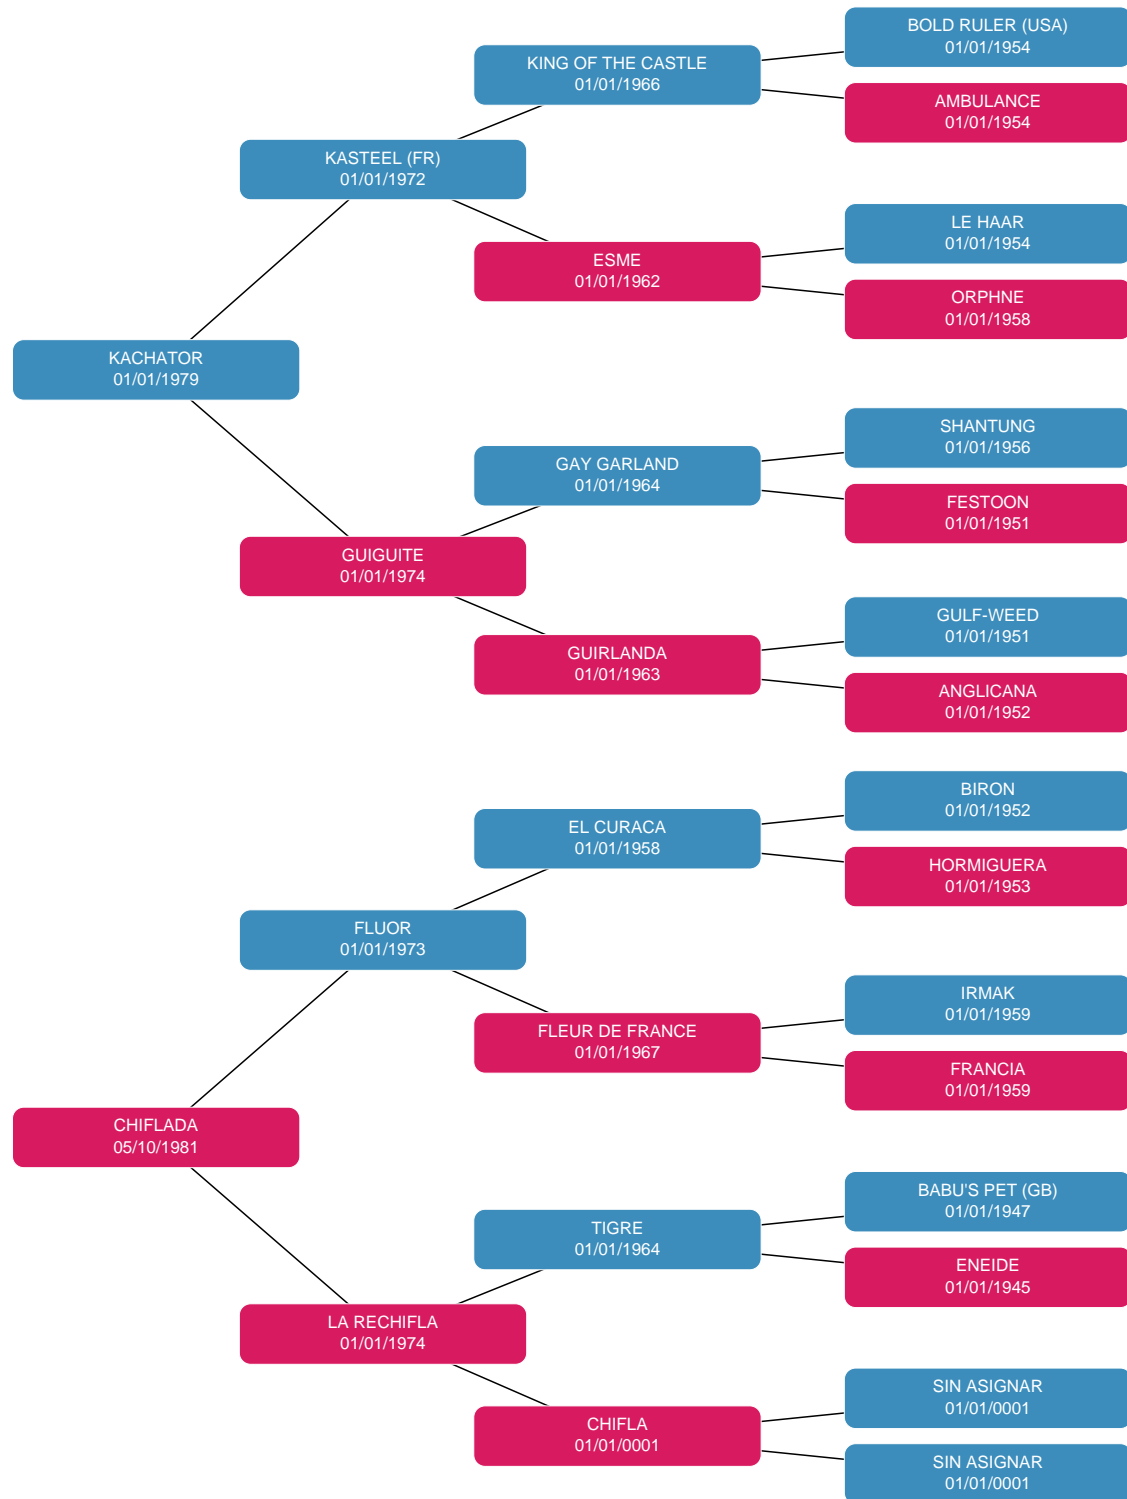 BOLD RULER (USA)
01/01/1954
KING OF THE CASTLE
01/01/1966
AMBULANCE
01/01/1954
KASTEEL (FR)
01/01/1972
LE HAAR
01/01/1954
ESME
01/01/1962
ORPHNE
01/01/1958
KACHATOR
01/01/1979
SHANTUNG
01/01/1956
GAY GARLAND
01/01/1964
FESTOON
01/01/1951
GUIGUITE
01/01/1974
GULF-WEED
01/01/1951
GUIRLANDA
01/01/1963
ANGLICANA
01/01/1952
BIRON
01/01/1952
EL CURACA
01/01/1958
HORMIGUERA
01/01/1953
FLUOR
01/01/1973
IRMAK
01/01/1959
FLEUR DE FRANCE
01/01/1967
FRANCIA
01/01/1959
CHIFLADA
05/10/1981
BABU'S PET (GB)
01/01/1947
TIGRE
01/01/1964
ENEIDE
01/01/1945
LA RECHIFLA
01/01/1974
SIN ASIGNAR
01/01/0001
CHIFLA
01/01/0001
SIN ASIGNAR
01/01/0001